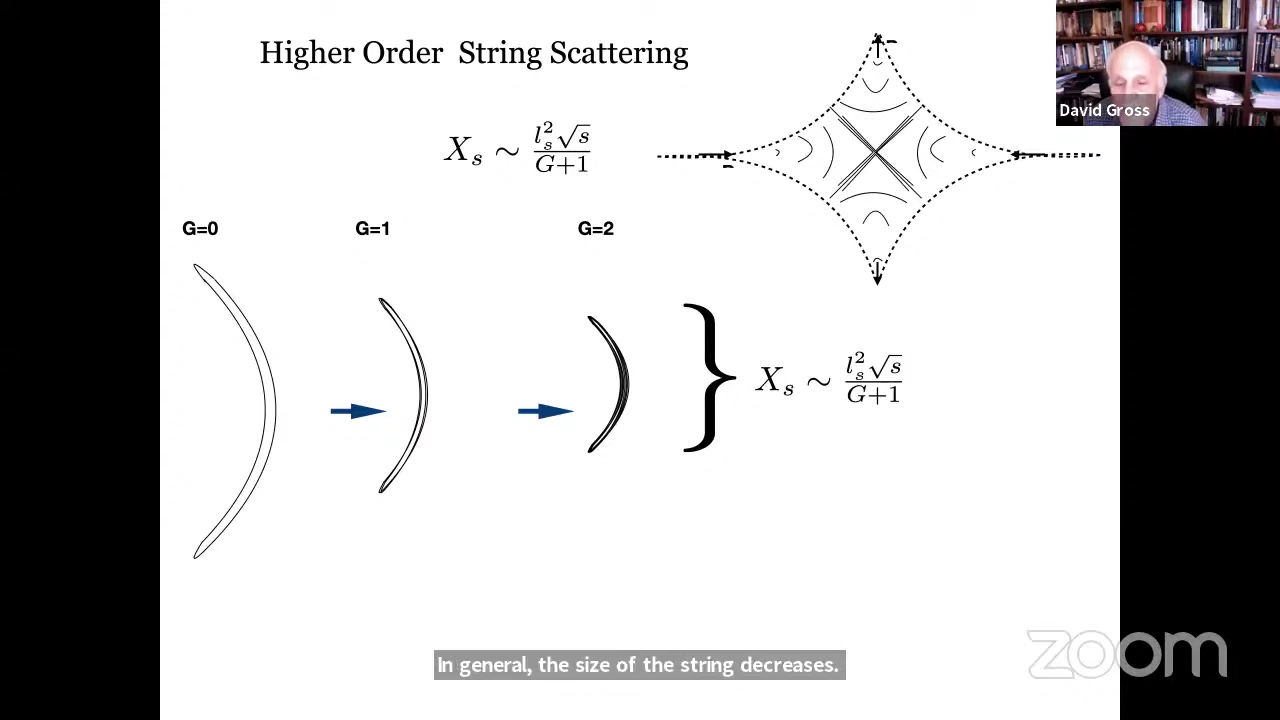 Higher Order String Scattering
David Gross
X_s ∼ l_s^2√s / G+1
G=0 G=1 G=2
X_s ∼ l_s^2√s / G+1
In general, the size of the string decreases.
zoom